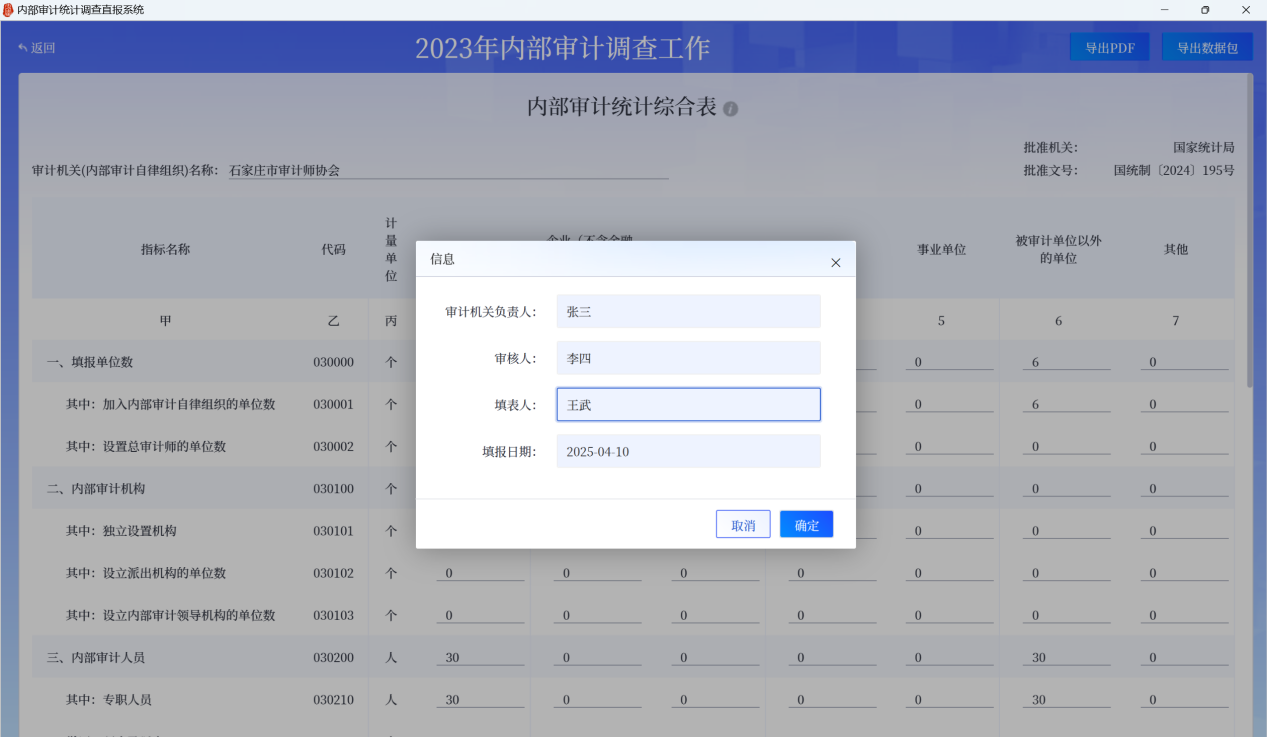 内部审计统计调查直报系统
返回
2023年内部审计调查工作
导出PDF 导出数据包
内部审计统计综合表
批准机关： 国家统计局
审计机关(内部审计自律组织)名称： 石家庄市审计师协会
批准文号： 国统制〔2024〕195号
指标名称 代码 计量单位 事业单位 被审计单位以外的单位 其他
甲 乙 丙 5 6 7
一、填报单位数 030000 个 0 6 0
其中：加入内部审计自律组织的单位数 030001 个 0 6 0
其中：设置总审计师的单位数 030002 个 0 0 0
二、内部审计机构 030100 个 0 0 0
其中：独立设置机构 030101 个 0 0 0
其中：设立派出机构的单位数 030102 个 0 0 0 0 0 0 0
其中：设立内部审计领导机构的单位数 030103 个 0 0 0 0 0 0 0
三、内部审计人员 030200 人 30 0 0 0 0 30 0
其中：专职人员 030210 人 30 0 0 0 0 30 0
信息
审计机关负责人： 张三
审核人： 李四
填表人： 王武
填报日期： 2025-04-10
取消 确定